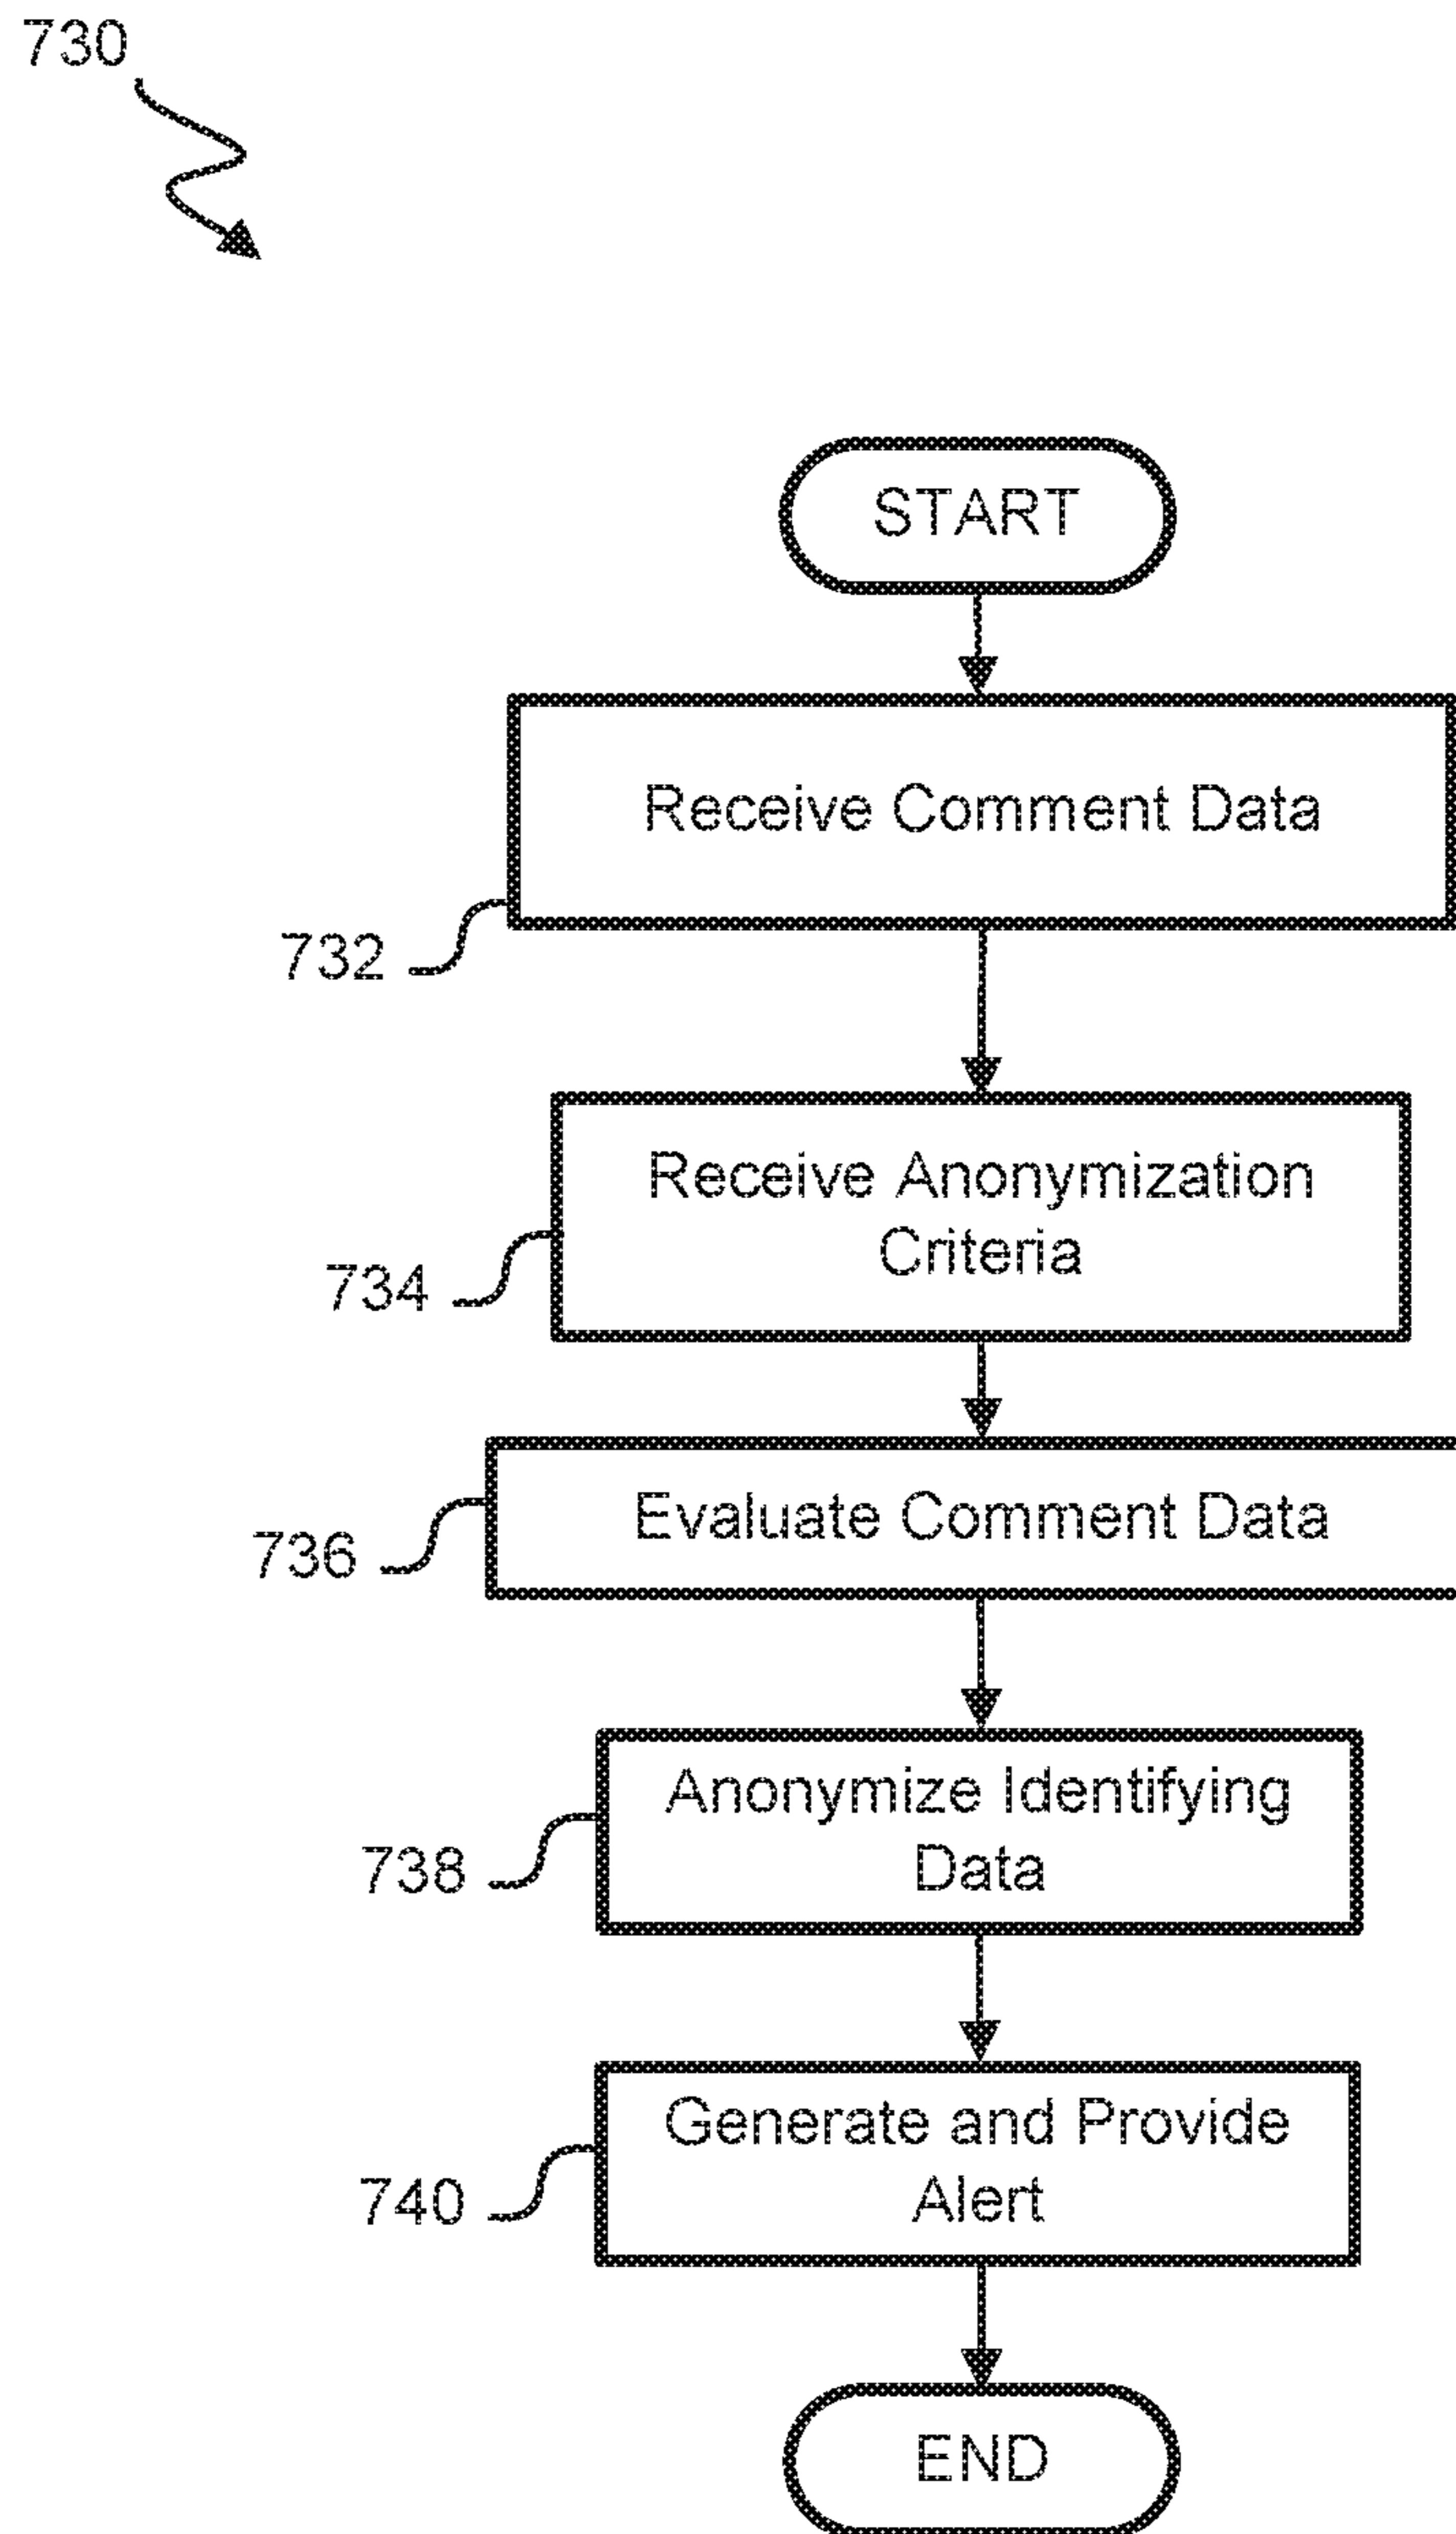 730
START
Receive Comment Data
732
Receive Anonymization
Criteria
734
Evaluate Comment Data
736
Anonymize Identifying
Data
738
Generate and Provide
Alert
740
END